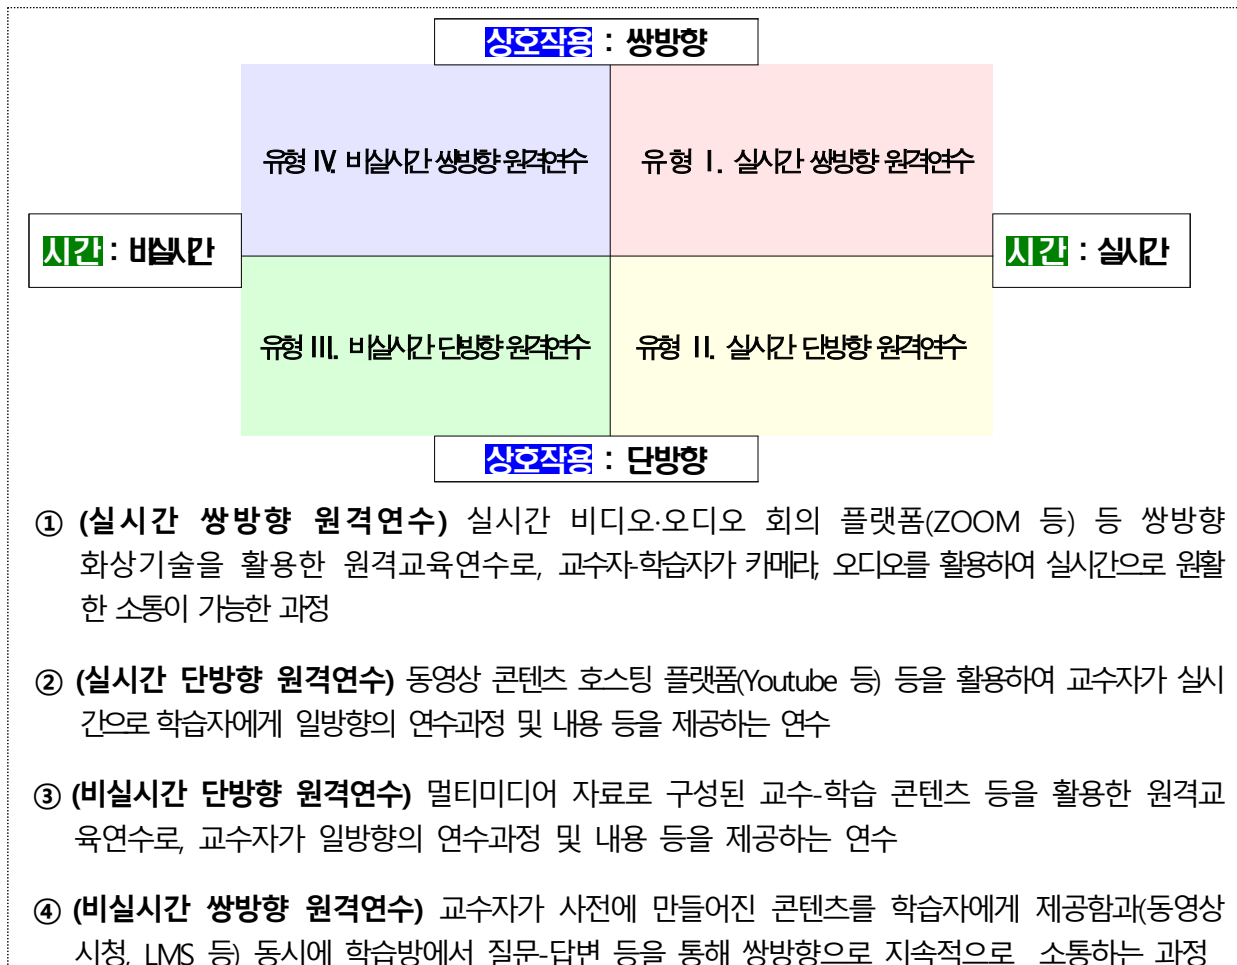 상호작용 : 쌍방향
유형 Ⅳ. 비실시간 쌍방향 원격연수
유형 Ⅰ. 실시간 쌍방향 원격연수
시간 : 비실시간
시간 : 실시간
유형 Ⅲ. 비실시간 단방향 원격연수
유형 Ⅱ. 실시간 단방향 원격연수
상호작용 : 단방향
① (실시간 쌍방향 원격연수) 실시간 비디오·오디오 회의 플랫폼(ZOOM 등) 등 쌍방향
화상기술을 활용한 원격교육연수로, 교수자-학습자가 카메라, 오디오를 활용하여 실시간으로 원활
한 소통이 가능한 과정
② (실시간 단방향 원격연수) 동영상 콘텐츠 호스팅 플랫폼(Youtube 등) 등을 활용하여 교수자가 실시
간으로 학습자에게 일방향의 연수과정 및 내용 등을 제공하는 연수
③ (비실시간 단방향 원격연수) 멀티미디어 자료로 구성된 교수-학습 콘텐츠 등을 활용한 원격교
육연수로, 교수자가 일방향의 연수과정 및 내용 등을 제공하는 연수
④ (비실시간 쌍방향 원격연수) 교수자가 사전에 만들어진 콘텐츠를 학습자에게 제공함과(동영상
시청, LMS 등) 동시에 학습방에서 질문-답변 등을 통해 쌍방향으로 지속적으로 소통하는 과정